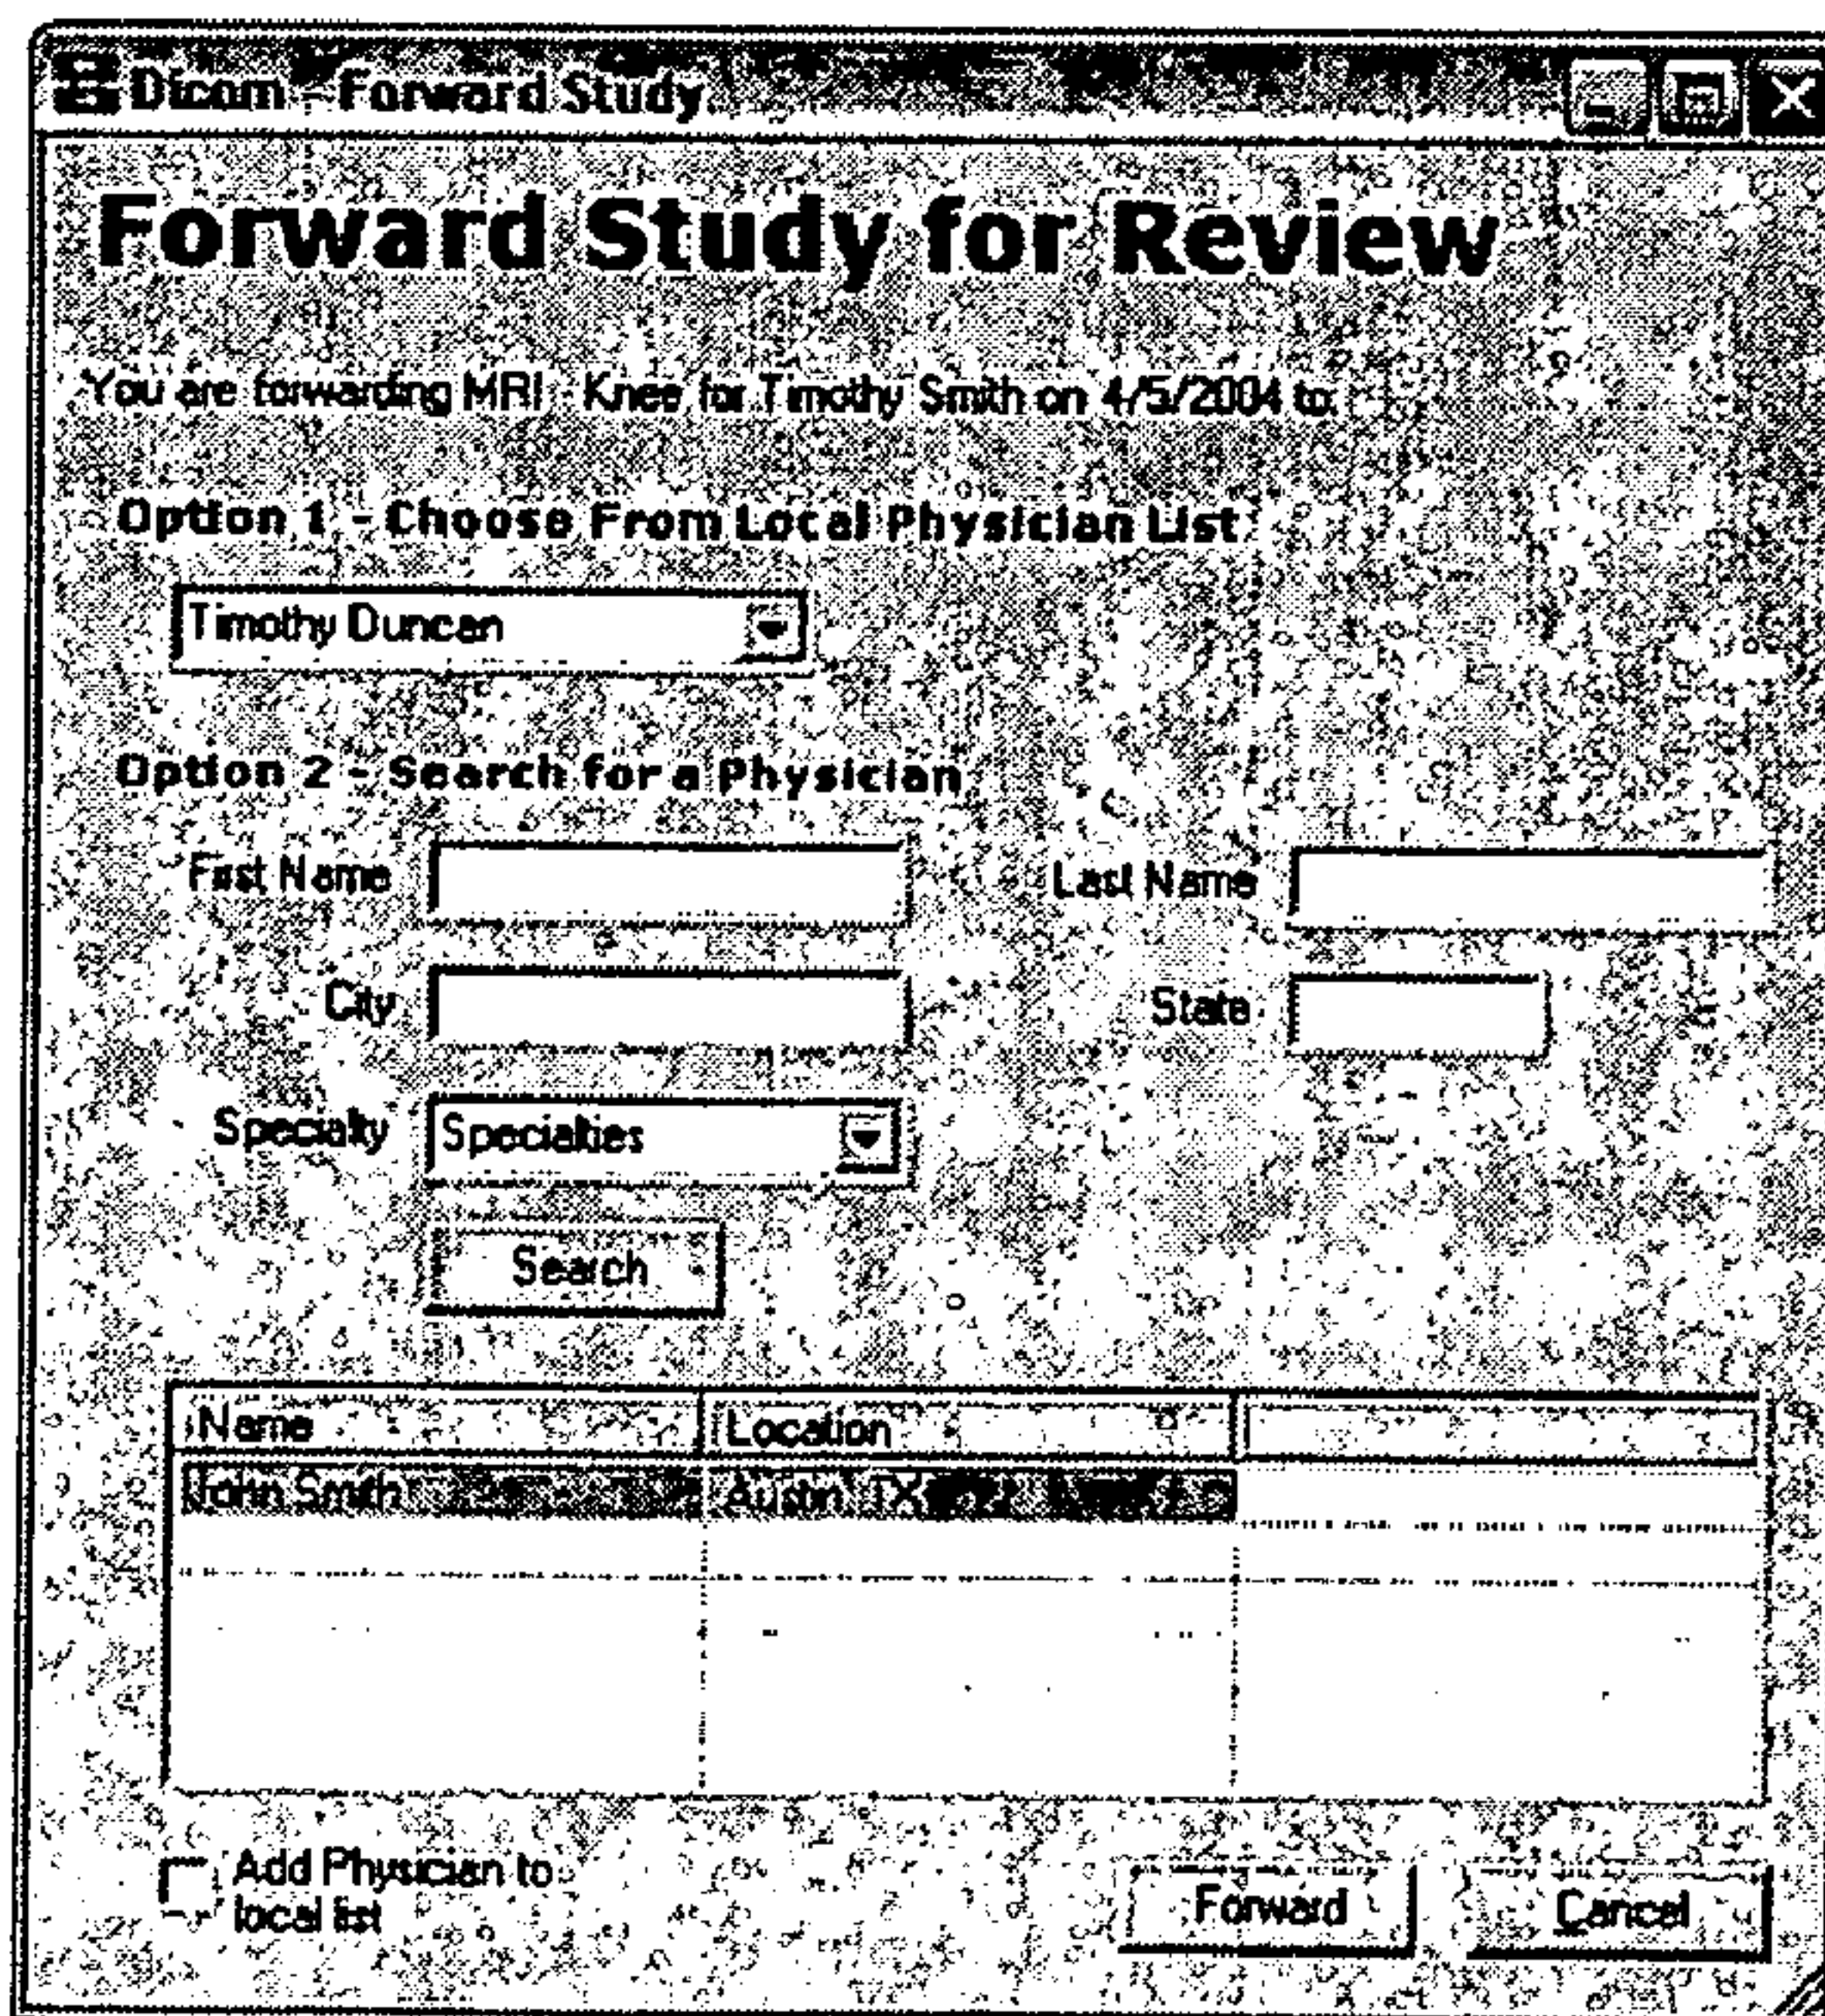 Dicom - Forward Study
Forward Study for Review
You are forwarding MRI - Knee for Timothy Smith on 4/5/2004 to:
Option 1 - Choose From Local Physician List
Timothy Duncan
Option 2 - Search for a Physician
First Name Last Name
City State
Specialty Specialties
Search
Name Location
John Smith Austin, TX
Add Physician to
local list
Forward Cancel